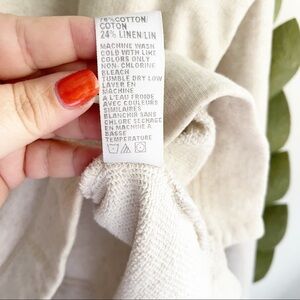 76% COTTON/
COTON
24% LINEN/LIN
MACHINE WASH
COLD WITH LIKE
COLORS ONLY
NON-CHLORINE
BLEACH
TUMBLE DRY LOW
LAVER EN
MACHINE
A L'EAU FROIDE
AVEC COULEURS
SIMILAIRES
BLANCHIR SANS
CHLORE SECHAGE
EN MACHINE A
BASSE
TEMPERATURE